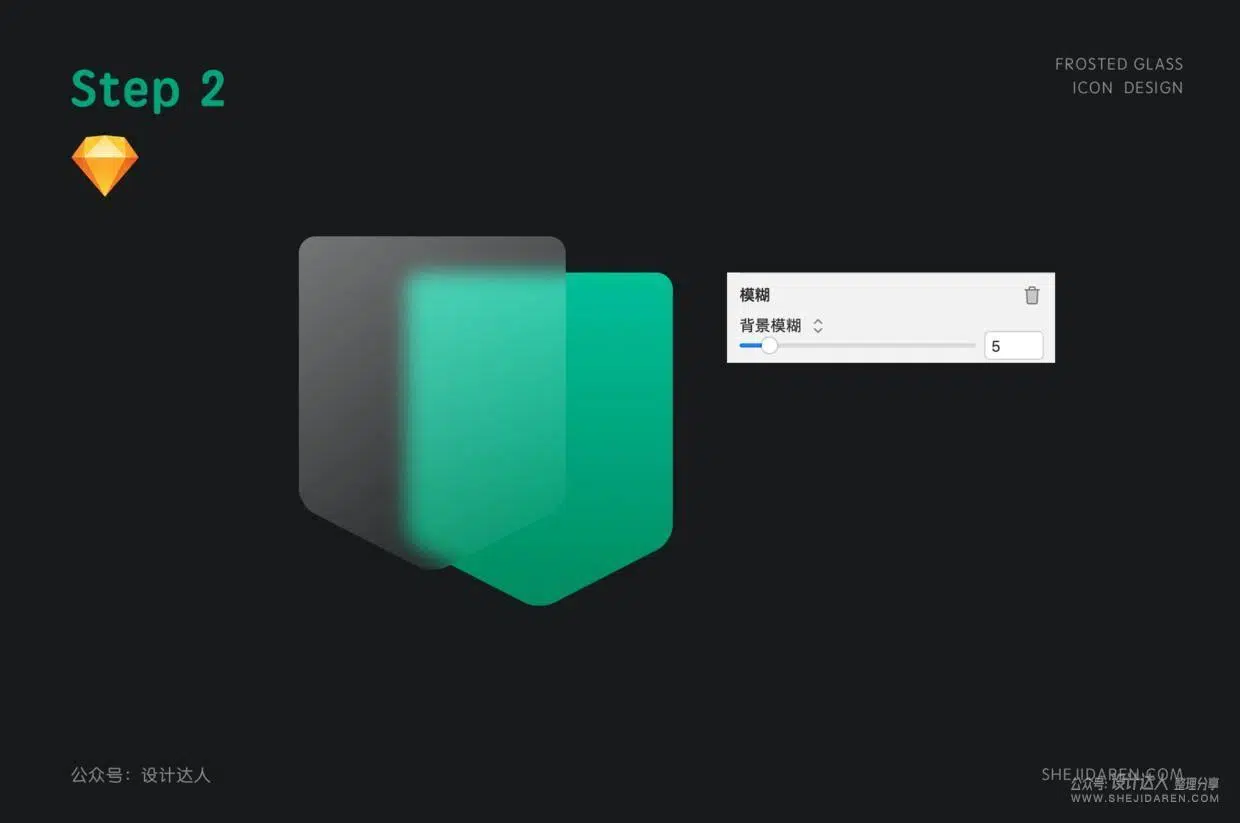 Step 2
FROSTED GLASS
ICON DESIGN
模糊
背景模糊
5
公众号：设计达人
SHEJIDAREN.COM
公众号:设计达人 整理分享
WWW.SHEJIDAREN.COM